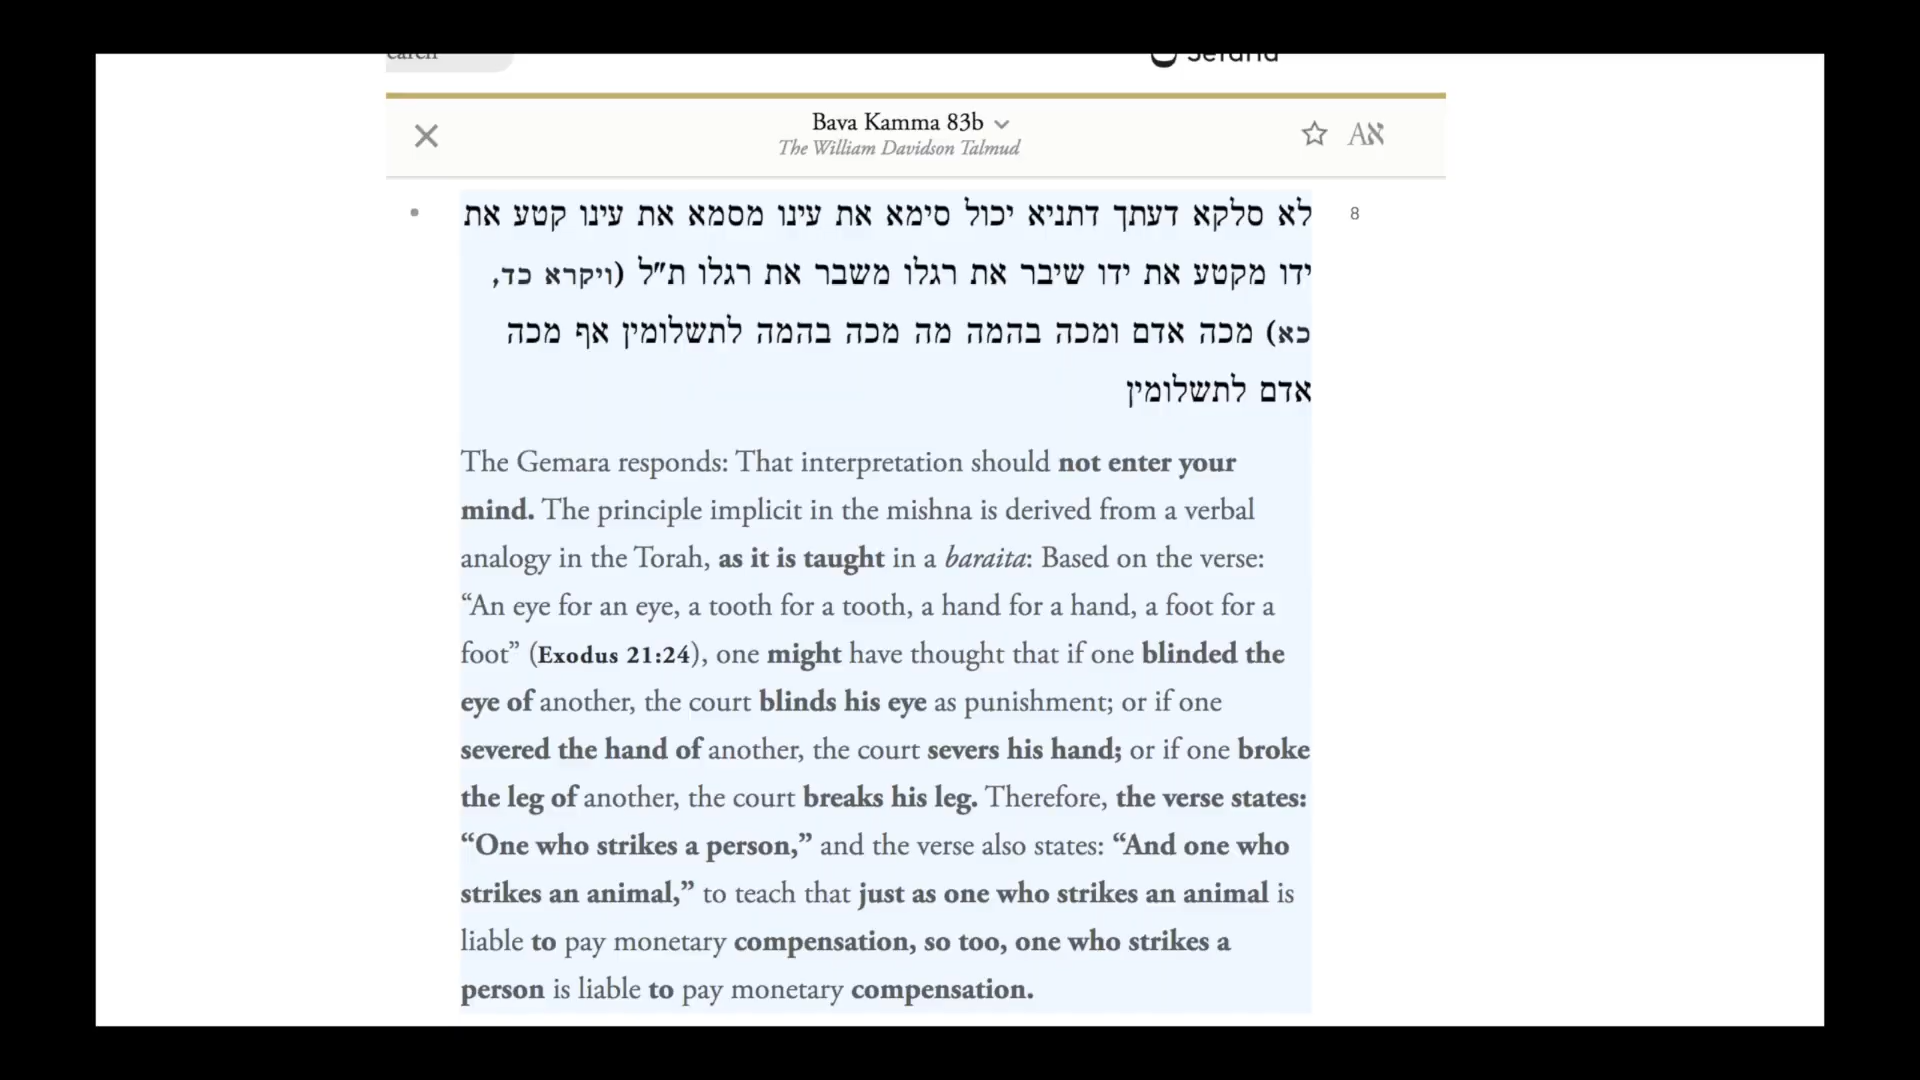 Bava Kamma 83b
The William Davidson Talmud
Aא
8
לא סלקא דעתך דתניא יכול סימא את עינו מסמא את עינו קטע את
ידו מקטע את ידו שיבר את רגלו משבר את רגלו ת"ל (ויקרא כד,
כא) מכה אדם ומכה בהמה מה מכה בהמה לתשלומין אף מכה
אדם לתשלומין
The Gemara responds: That interpretation should not enter your
mind. The principle implicit in the mishna is derived from a verbal
analogy in the Torah, as it is taught in a baraita: Based on the verse:
“An eye for an eye, a tooth for a tooth, a hand for a hand, a foot for a
foot” (Exodus 21:24), one might have thought that if one blinded the
eye of another, the court blinds his eye as punishment; or if one
severed the hand of another, the court severs his hand; or if one broke
the leg of another, the court breaks his leg. Therefore, the verse states:
“One who strikes a person,” and the verse also states: “And one who
strikes an animal,” to teach that just as one who strikes an animal is
liable to pay monetary compensation, so too, one who strikes a
person is liable to pay monetary compensation.